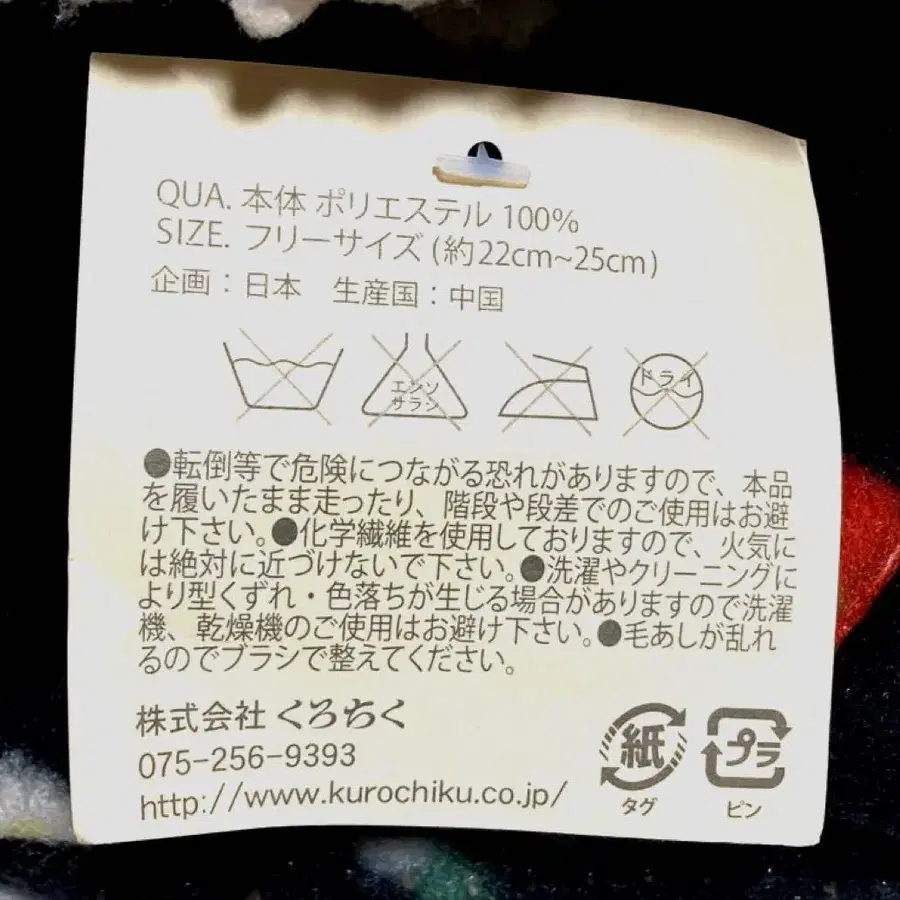 QUA. 本体 ポリエステル 100%
SIZE. フリーサイズ (約22cm~25cm)
企画：日本　生産国：中国
エンソ
サラシ
ドライ
●転倒等で危険につながる恐れがありますので、本品
を履いたまま走ったり、階段や段差でのご使用はお避
け下さい。●化学繊維を使用しておりますので、火気に
は絶対に近づけないで下さい。●洗濯やクリーニングに
より型くずれ・色落ちが生じる場合がありますので洗濯
機、乾燥機のご使用はお避け下さい。●毛あしが乱れ
るのでブラシで整えてください。
株式会社 くろちく
075-256-9393
http://www.kurochiku.co.jp/
紙
タグ
プラ
ピン